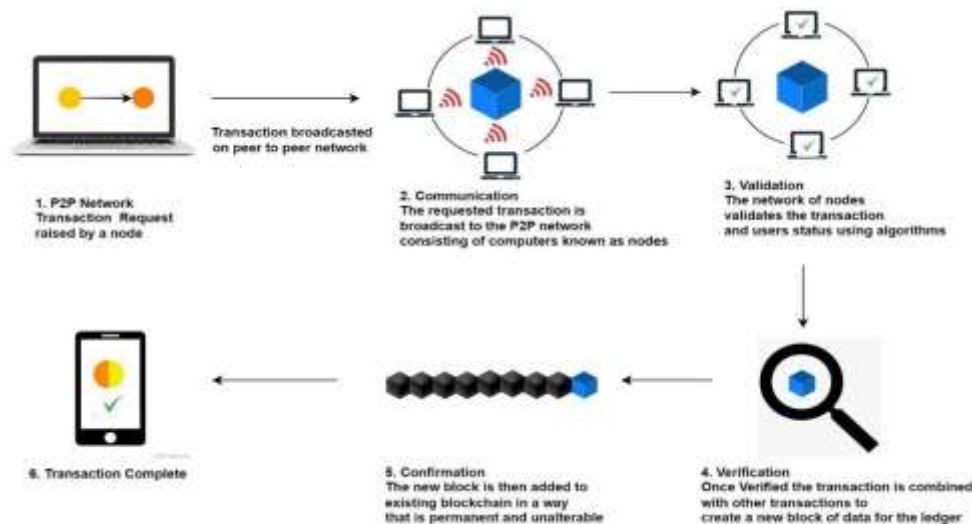 Transaction broadcasted
on peer to peer network
1. P2P Network
Transaction Request
raised by a node
2. Communication
The requested transaction is
broadcast to the P2P network
consisting of computers known as nodes
3. Validation
The network of nodes
validates the transaction
and users status using algorithms
4. Verification
Once Verified the transaction is combined
with other transactions to
create a new block of data for the ledger
5. Confirmation
The new block is then added to
existing blockchain in a way
that is permanent and unalterable
6. Transaction Complete